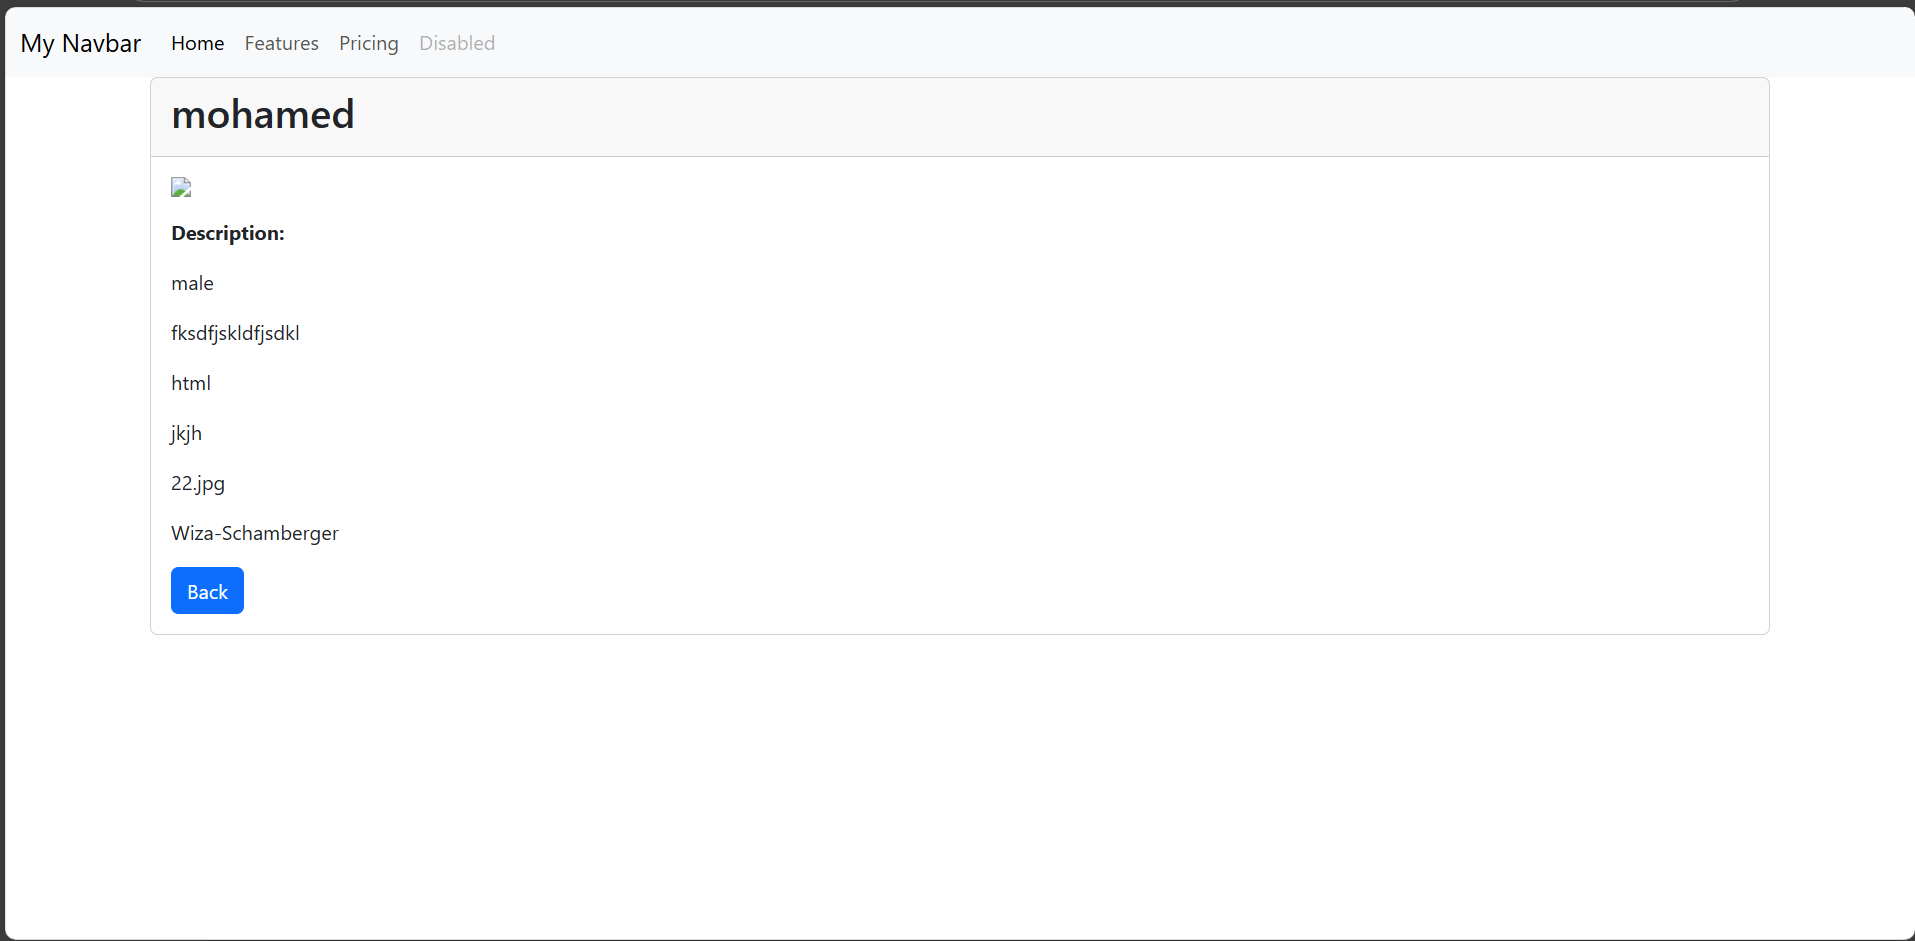 My Navbar Home Features Pricing Disabled
mohamed
Description:
male
fksdfjskldfjsdkl
html
jkjh
22.jpg
Wiza-Schamberger
Back